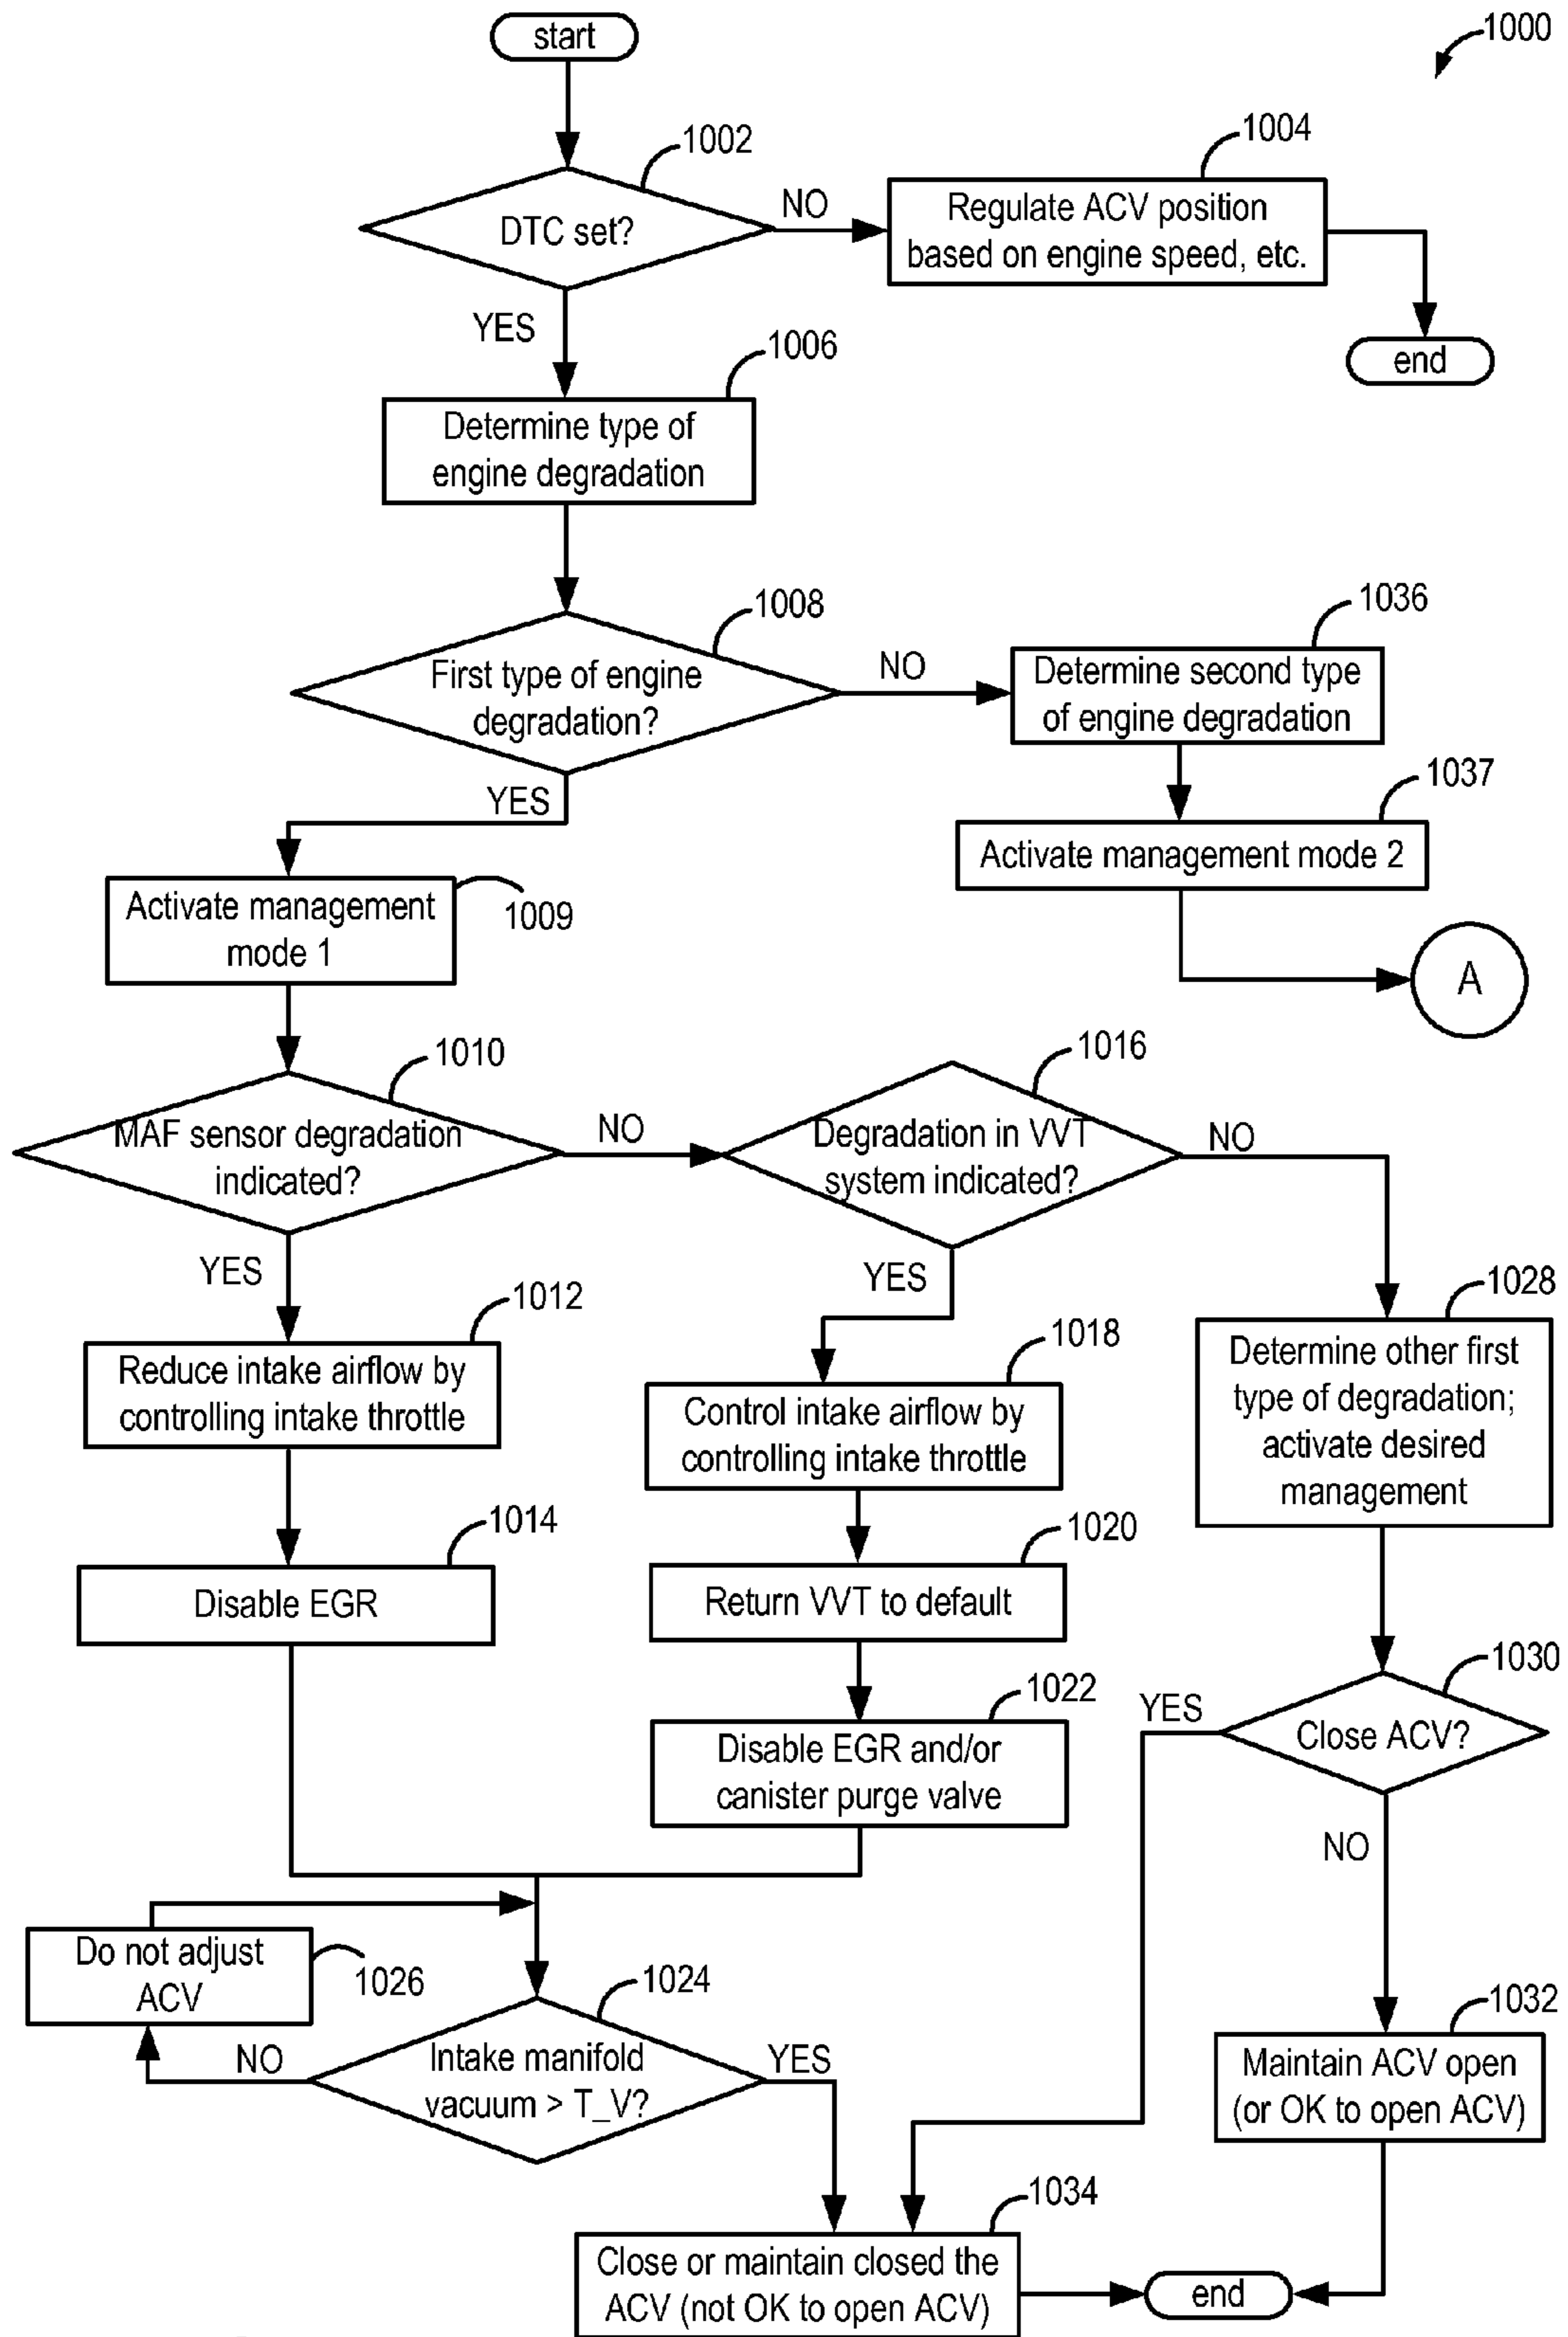 start
1000
1002
DTC set?
NO
1004
Regulate ACV position
based on engine speed, etc.
end
YES
1006
Determine type of
engine degradation
1008
First type of engine
degradation?
NO
1036
Determine second type
of engine degradation
1037
Activate management mode 2
A
YES
Activate management
mode 1
1009
1010
MAF sensor degradation
indicated?
NO
1016
Degradation in VVT
system indicated?
NO
YES
1012
Reduce intake airflow by
controlling intake throttle
1014
Disable EGR
YES
1018
Control intake airflow by
controlling intake throttle
1020
Return VVT to default
1022
Disable EGR and/or
canister purge valve
1028
Determine other first
type of degradation;
activate desired
management
1030
Close ACV?
YES
NO
1032
Maintain ACV open
(or OK to open ACV)
Do not adjust
ACV
1026
1024
Intake manifold
vacuum > T_V?
NO
YES
1034
Close or maintain closed the
ACV (not OK to open ACV)
end